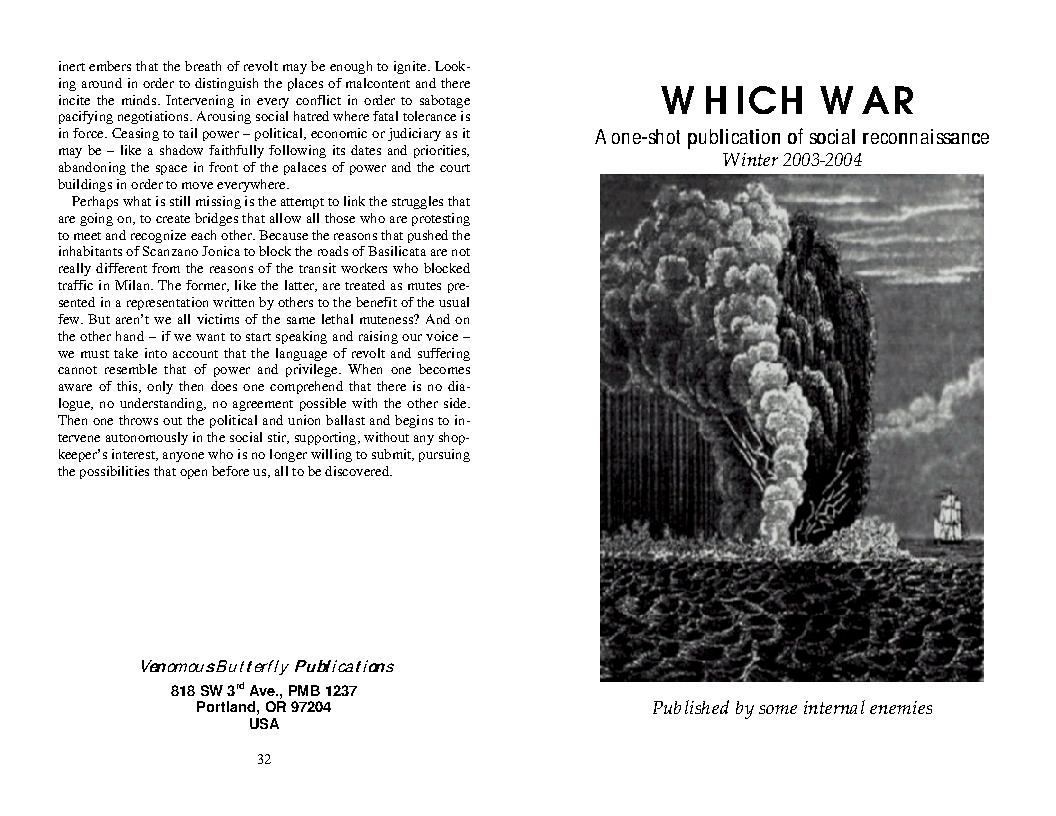 inert embers that the breath of revolt may be enough to ignite. Look-
ing around in order to distinguish the places of malcontent and there
incite the minds. Intervening in every conflict in order to sabotage
pacifying negotiations. Arousing social hatred where fatal tolerance is
in force. Ceasing to tail power – political, economic or judiciary as it
may be – like a shadow faithfully following its dates and priorities,
abandoning the space in front of the palaces of power and the court
buildings in order to move everywhere.
Perhaps what is still missing is the attempt to link the struggles that
are going on, to create bridges that allow all those who are protesting
to meet and recognize each other. Because the reasons that pushed the
inhabitants of Scanzano Jonica to block the roads of Basilicata are not
really different from the reasons of the transit workers who blocked
traffic in Milan. The former, like the latter, are treated as mutes pre-
sented in a representation written by others to the benefit of the usual
few. But aren't we all victims of the same lethal muteness? And on
the other hand – if we want to start speaking and raising our voice –
we must take into account that the language of revolt and suffering
cannot resemble that of power and privilege. When one becomes
aware of this, only then does one comprehend that there is no dia-
logue, no understanding, no agreement possible with the other side.
Then one throws out the political and union ballast and begins to in-
tervene autonomously in the social stir, supporting, without any shop-
keeper's interest, anyone who is no longer willing to submit, pursuing
the possibilities that open before us, all to be discovered.
Venomous Butterfly Publications
818 SW 3rd Ave., PMB 1237
Portland, OR 97204
USA
32
WHICH WAR
A one-shot publication of social reconnaissance
Winter 2003-2004
Published by some internal enemies